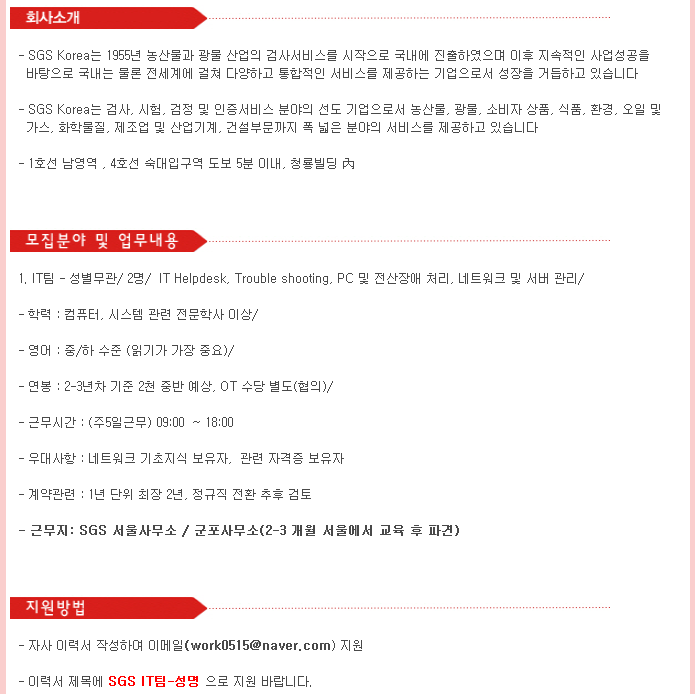 회사소개
- SGS Korea는 1955년 농산물과 광물 산업의 검사서비스를 시작으로 국내에 진출하였으며 이후 지속적인 사업성공을
바탕으로 국내는 물론 전세계에 걸쳐 다양하고 통합적인 서비스를 제공하는 기업으로서 성장을 거듭하고 있습니다
- SGS Korea는 검사, 시험, 검정 및 인증서비스 분야의 선도 기업으로서 농산물, 광물, 소비자 상품, 식품, 환경, 오일 및
가스, 화학물질, 제조업 및 산업기계, 건설부문까지 폭 넓은 분야의 서비스를 제공하고 있습니다
- 1호선 남영역 , 4호선 숙대입구역 도보 5분 이내, 청룡빌딩 內
모집분야 및 업무내용
1. IT팀 - 성별무관/ 2명/ IT Helpdesk, Trouble shooting, PC 및 전산장애 처리, 네트워크 및 서버 관리/
- 학력 : 컴퓨터, 시스템 관련 전문학사 이상/
- 영어 : 중/하 수준 (읽기가 가장 중요)/
- 연봉 : 2-3년차 기준 2천 중반 예상, OT 수당 별도(협의)/
- 근무시간 : (주5일근무) 09:00 ~ 18:00
- 우대사항 : 네트워크 기초지식 보유자, 관련 자격증 보유자
- 계약관련 : 1년 단위 최장 2년, 정규직 전환 추후 검토
- 근무지: SGS 서울사무소 / 군포사무소(2-3 개월 서울에서 교육 후 파견)
지원방법
- 자사 이력서 작성하여 이메일(work0515@naver.com) 지원
- 이력서 제목에 SGS IT팀-성명 으로 지원 바랍니다.